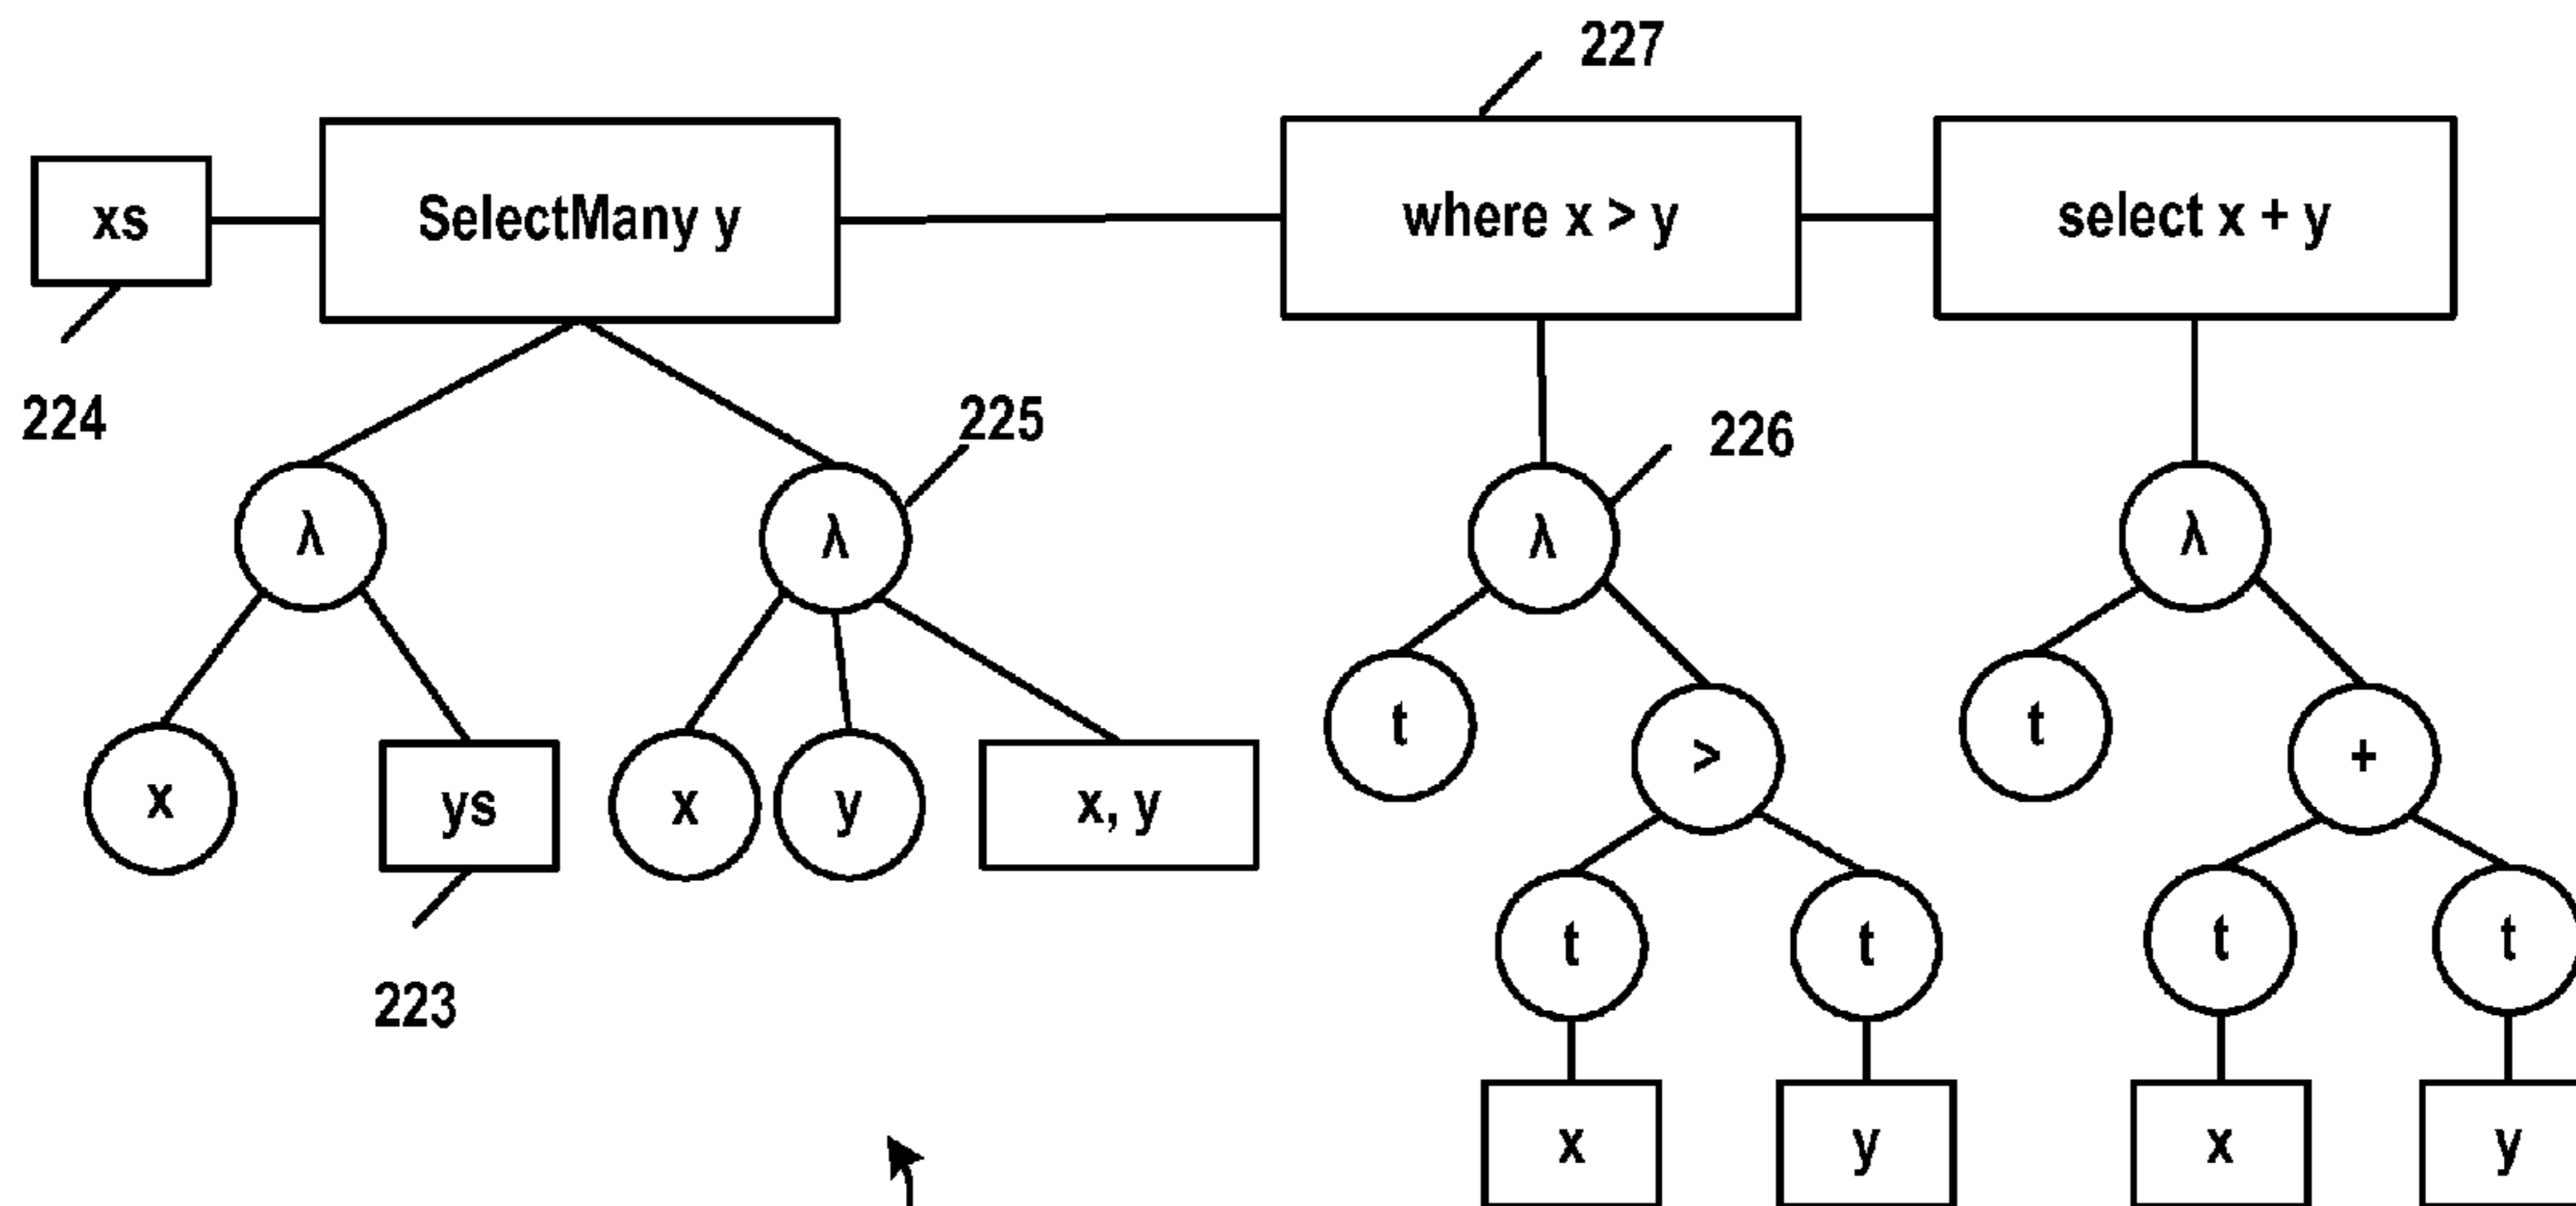 227
xs
SelectMany y
where x > y
select x + y
224
225
226
λ
λ
λ
λ
x
ys
x
y
x, y
t
>
t
+
223
t
t
t
t
x
y
x
y